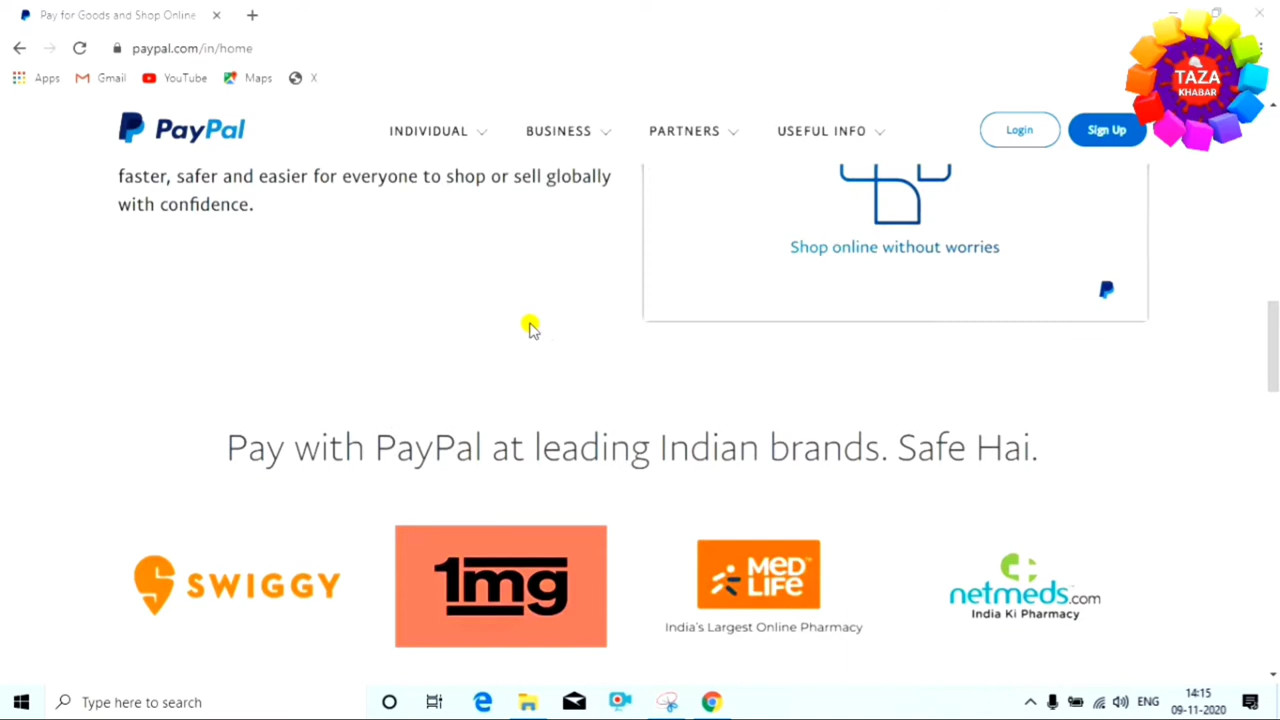 Pay for Goods and Shop Online
paypal.com/in/home
Apps Gmail YouTube Maps X
TAZA
KHABAR
PayPal INDIVIDUAL BUSINESS PARTNERS USEFUL INFO Login Sign Up
faster, safer and easier for everyone to shop or sell globally
with confidence.
Shop online without worries
Pay with PayPal at leading Indian brands. Safe Hai.
SWIGGY
1mg
MED
LIFE™
India's Largest Online Pharmacy
netmeds.com
India Ki Pharmacy
Type here to search
ENG
14:15
09-11-2020